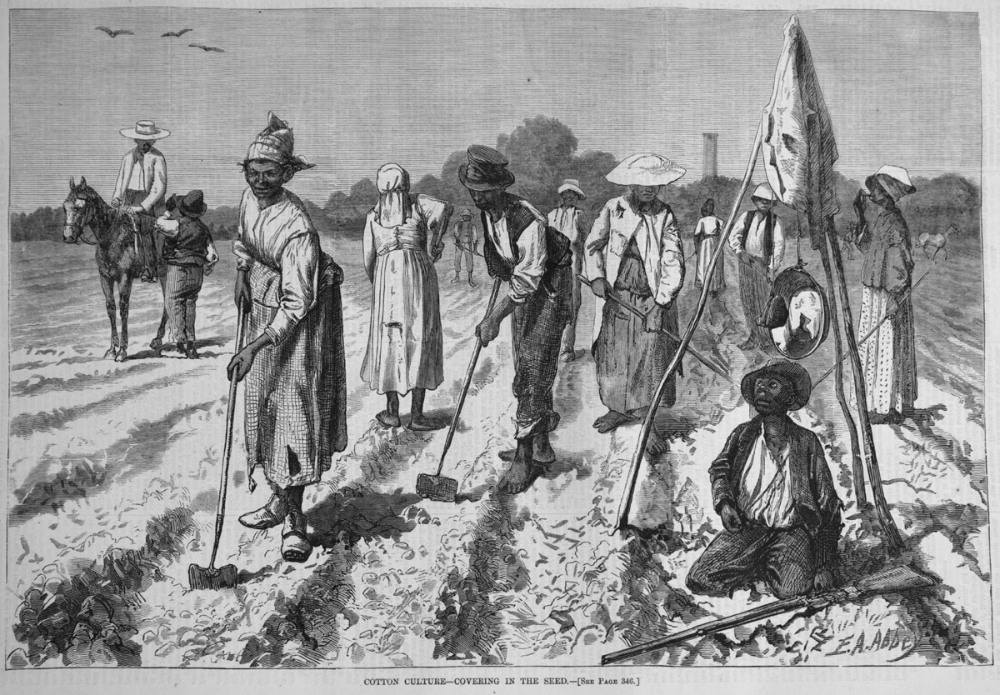 E.A. Abbey
COTTON CULTURE—COVERING IN THE SEED.—[SEE PAGE 346.]